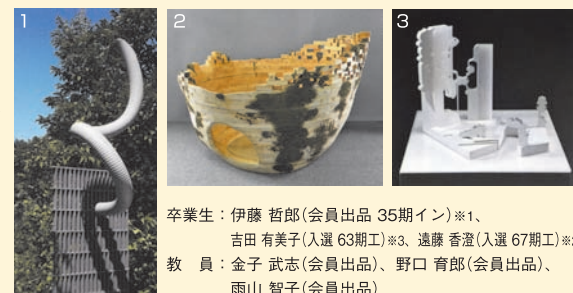 1
2
3
卒業生：伊藤 哲郎(会員出品 35期イン)※1、
吉田 有美子(入選 63期工)※3、遠藤 香澄(入選 67期工)※
教　員：金子 武志(会員出品)、野口 育郎(会員出品)、
雨山 智子(会員出品)